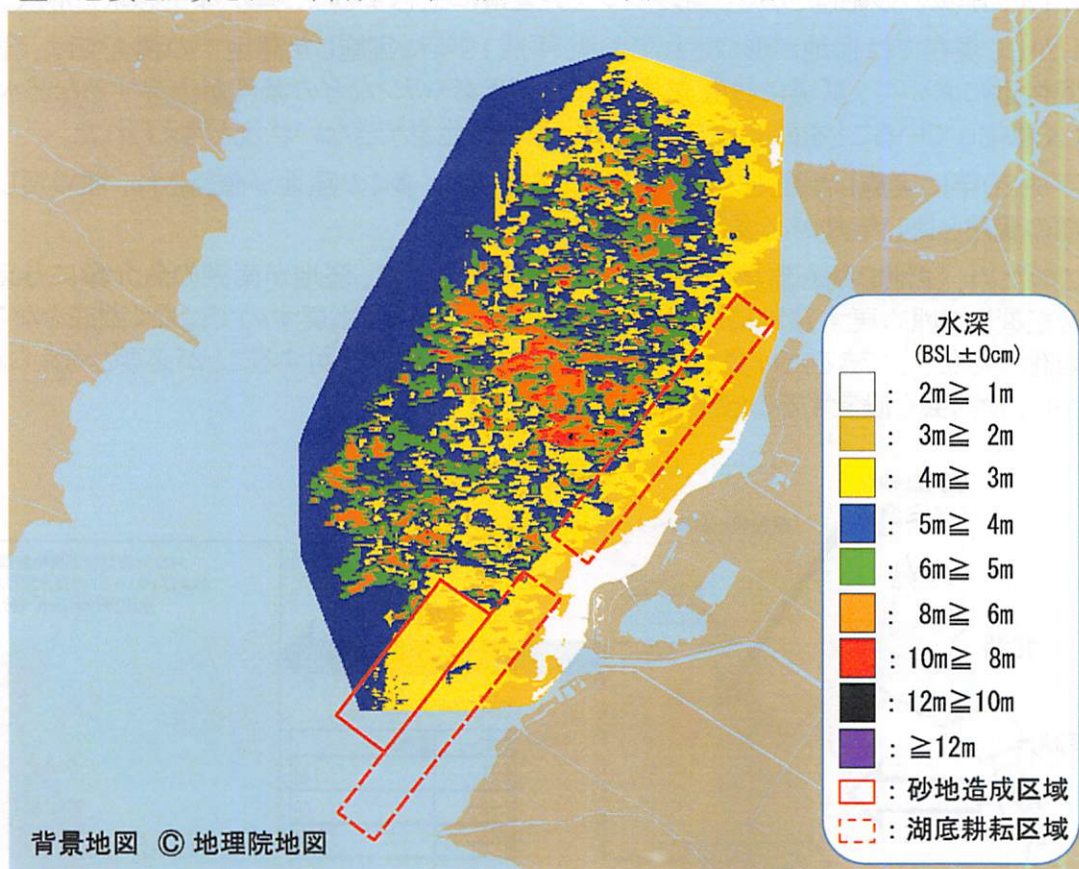 水深
(BSL±0cm)
: 2m≧ 1m
: 3m≧ 2m
: 4m≧ 3m
: 5m≧ 4m
: 6m≧ 5m
: 8m≧ 6m
: 10m≧ 8m
: 12m≧10m
: ≧12m
: 砂地造成区域
: 湖底耕耘区域
背景地図 © 地理院地図